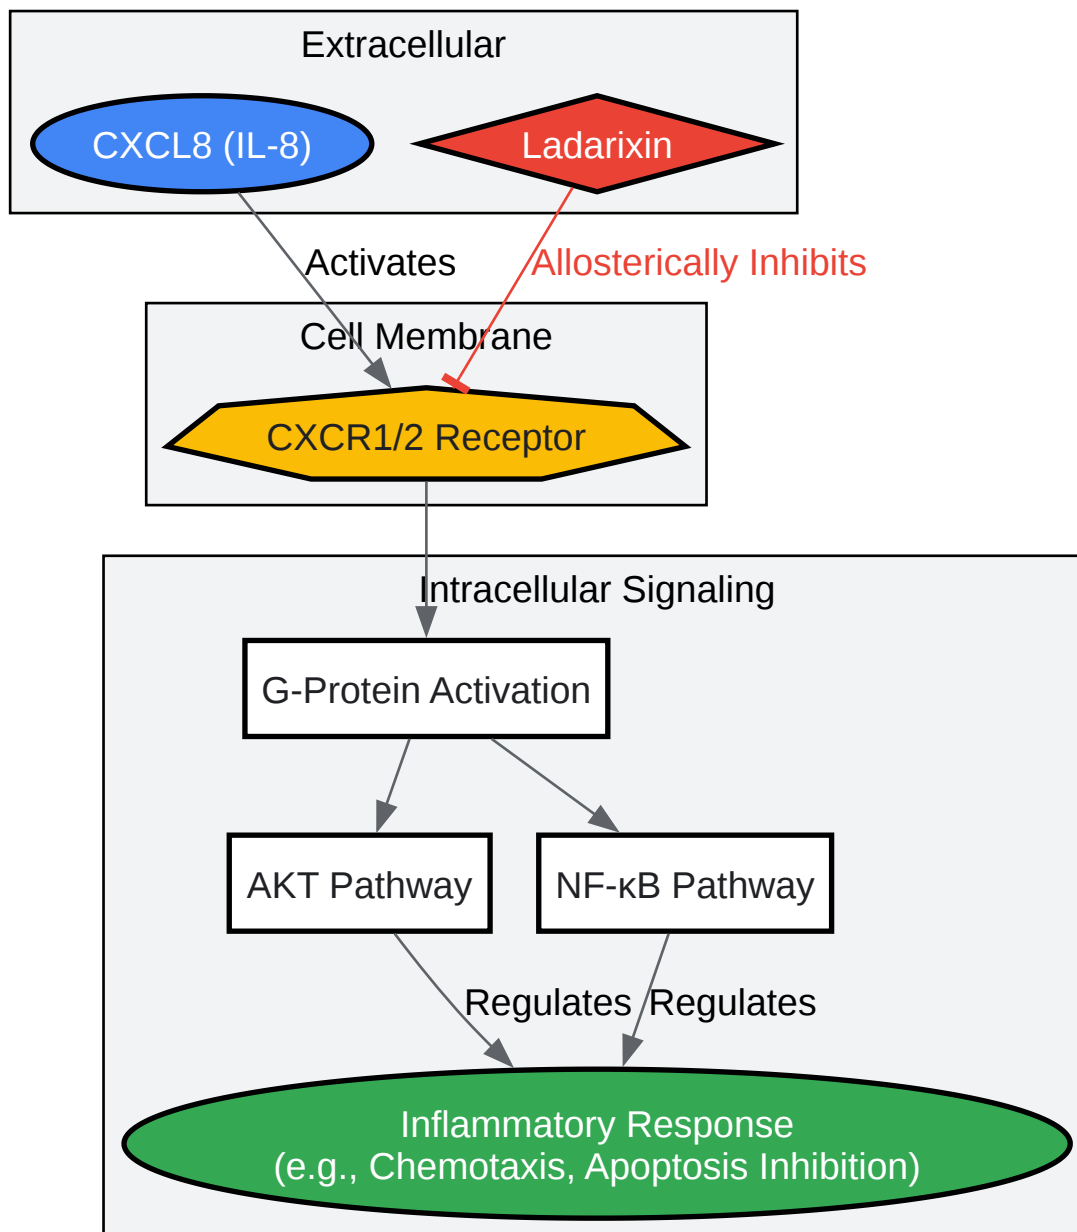 Extracellular
CXCL8 (IL-8)
Ladarixin
Activates
Allosterically Inhibits
Cell Membrane
CXCR1/2 Receptor
Intracellular Signaling
G-Protein Activation
AKT Pathway
NF-κB Pathway
Regulates
Regulates
Inflammatory Response
(e.g., Chemotaxis, Apoptosis Inhibition)